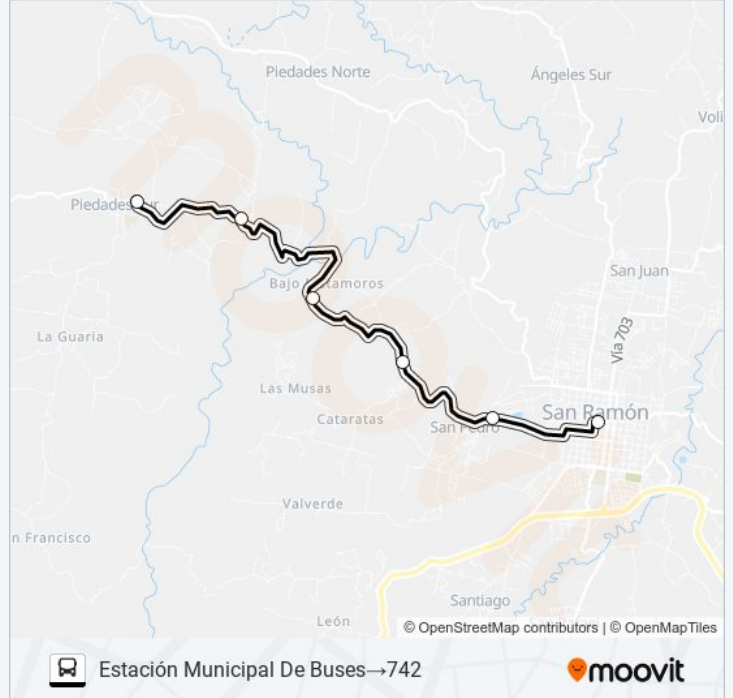 Piedades Norte
Ángeles Sur
Voli
Piedades Sur
San Juan
Bajo Matamoros
Vía 703
La Guaria
Las Musas
San Ramón
Cataratas
San Pedro
Valverde
n Francisco
Santiago
León
© OpenStreetMap contributors | © OpenMapTiles
Estación Municipal De Buses→742
moovit